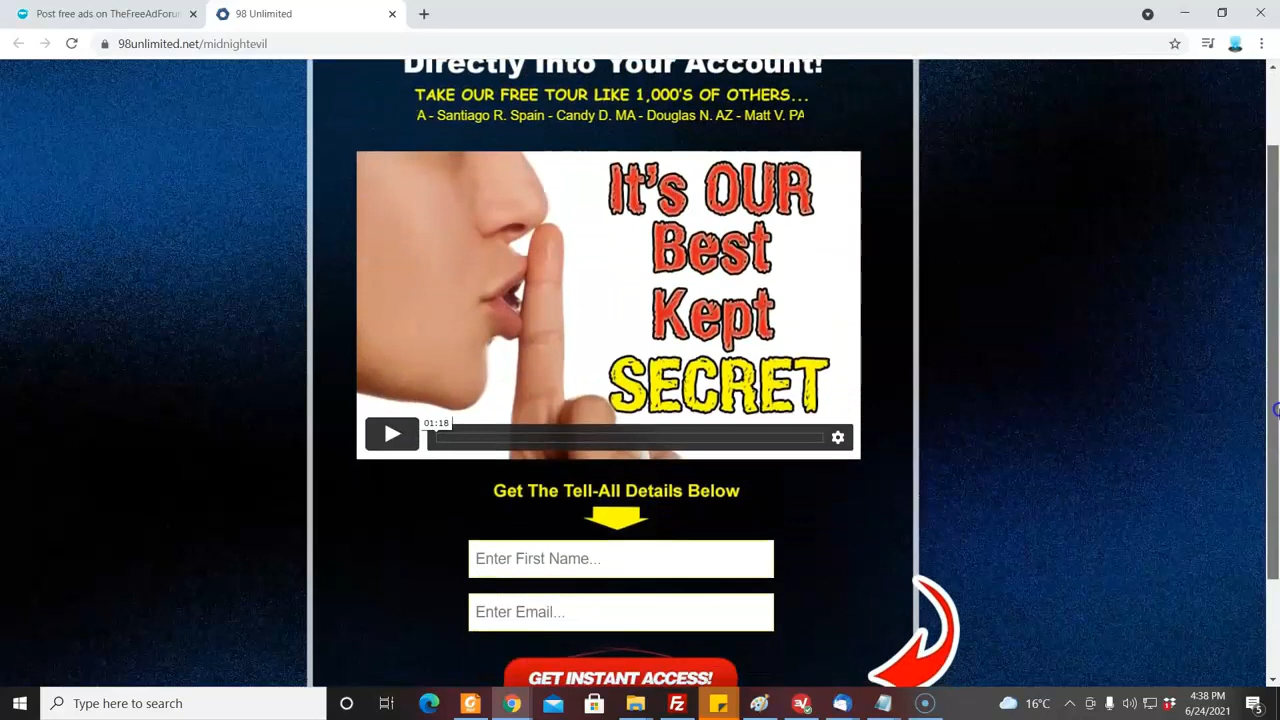 Post free ads on TheFreeAdForun
98 Unlimited
98unlimited.net/midnightevil
Directly Into Your Account!
TAKE OUR FREE TOUR LIKE 1,000'S OF OTHERS...
A - Santiago R. Spain - Candy D. MA - Douglas N. AZ - Matt V. PA
It's OUR
Best
Kept
SECRET
01:18
Get The Tell-All Details Below
Enter First Name...
Enter Email...
GET INSTANT ACCESS!
Type here to search
16°C
4:38 PM
6/24/2021
5